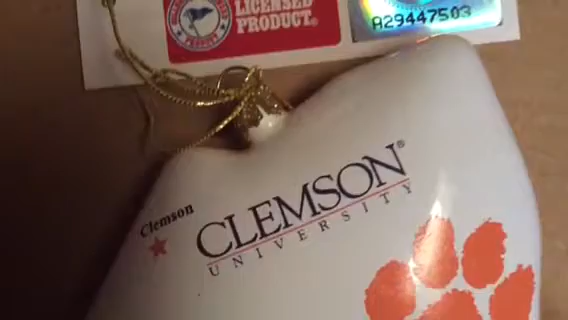 LICENSED
PRODUCT®
A29447503
Clemson
CLEMSON®
UNIVERSITY